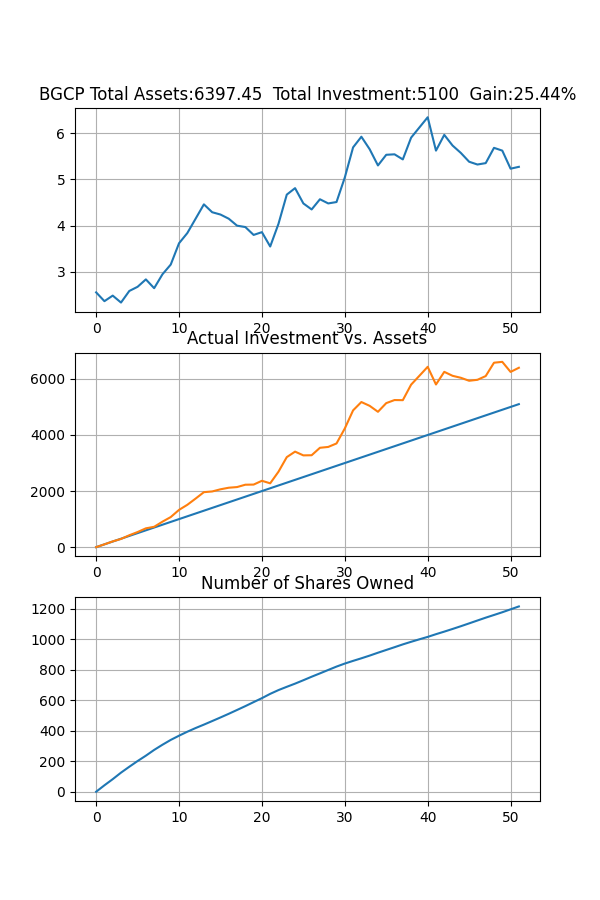 BGCP Total Assets:6397.45  Total Investment:5100  Gain:25.44%
6
5
4
3
0 10 20 30 40 50
Actual Investment vs. Assets
6000
4000
2000
0
0 10 20 30 40 50
Number of Shares Owned
1200
1000
800
600
400
200
0
0 10 20 30 40 50